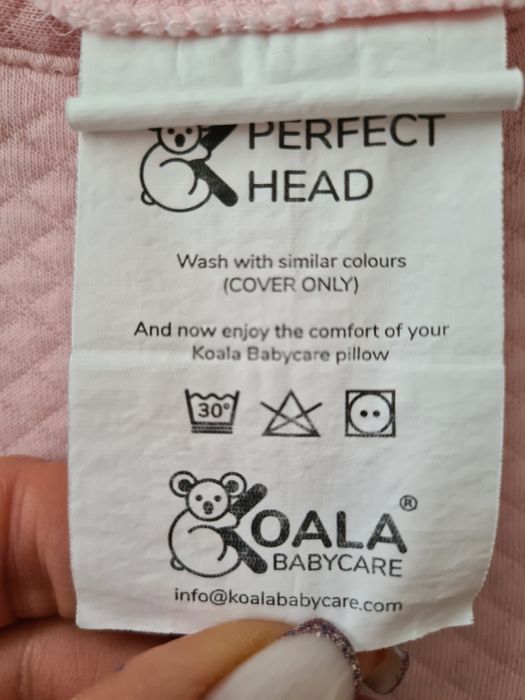 PERFECT
HEAD
Wash with similar colours
(COVER ONLY)
And now enjoy the comfort of your
Koala Babycare pillow
30°
KOALA®
BABYCARE
info@koalababycare.com